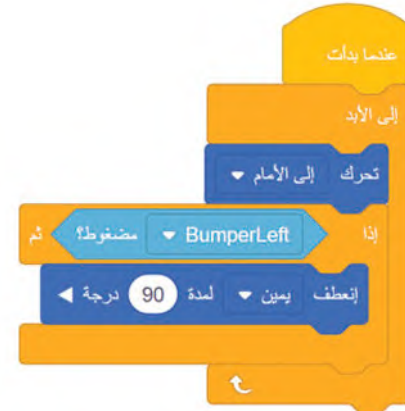 عندما بدأت
إلى الأبد
تحرك إلى الأمام
إذا BumperLeft مضغوط؟ ثم
إنعطف يمين لمدة 90 درجة